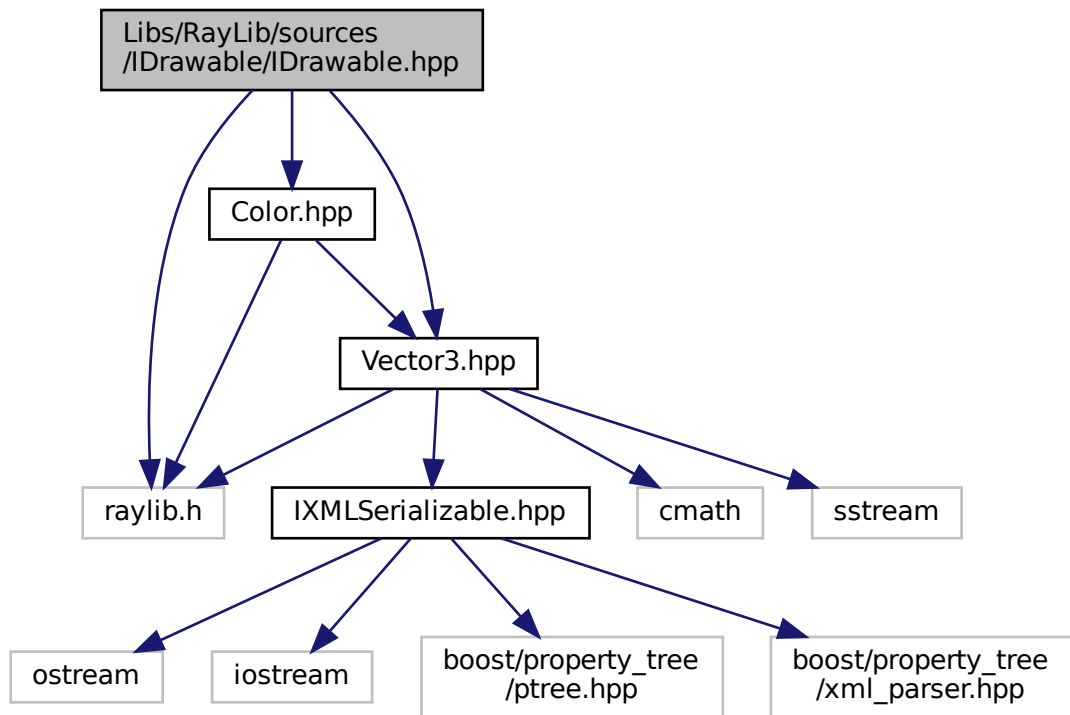 Libs/RayLib/sources
/IDrawable/IDrawable.hpp
Color.hpp
Vector3.hpp
raylib.h
IXMLSerializable.hpp
cmath
sstream
ostream
iostream
boost/property_tree
/ptree.hpp
boost/property_tree
/xml_parser.hpp